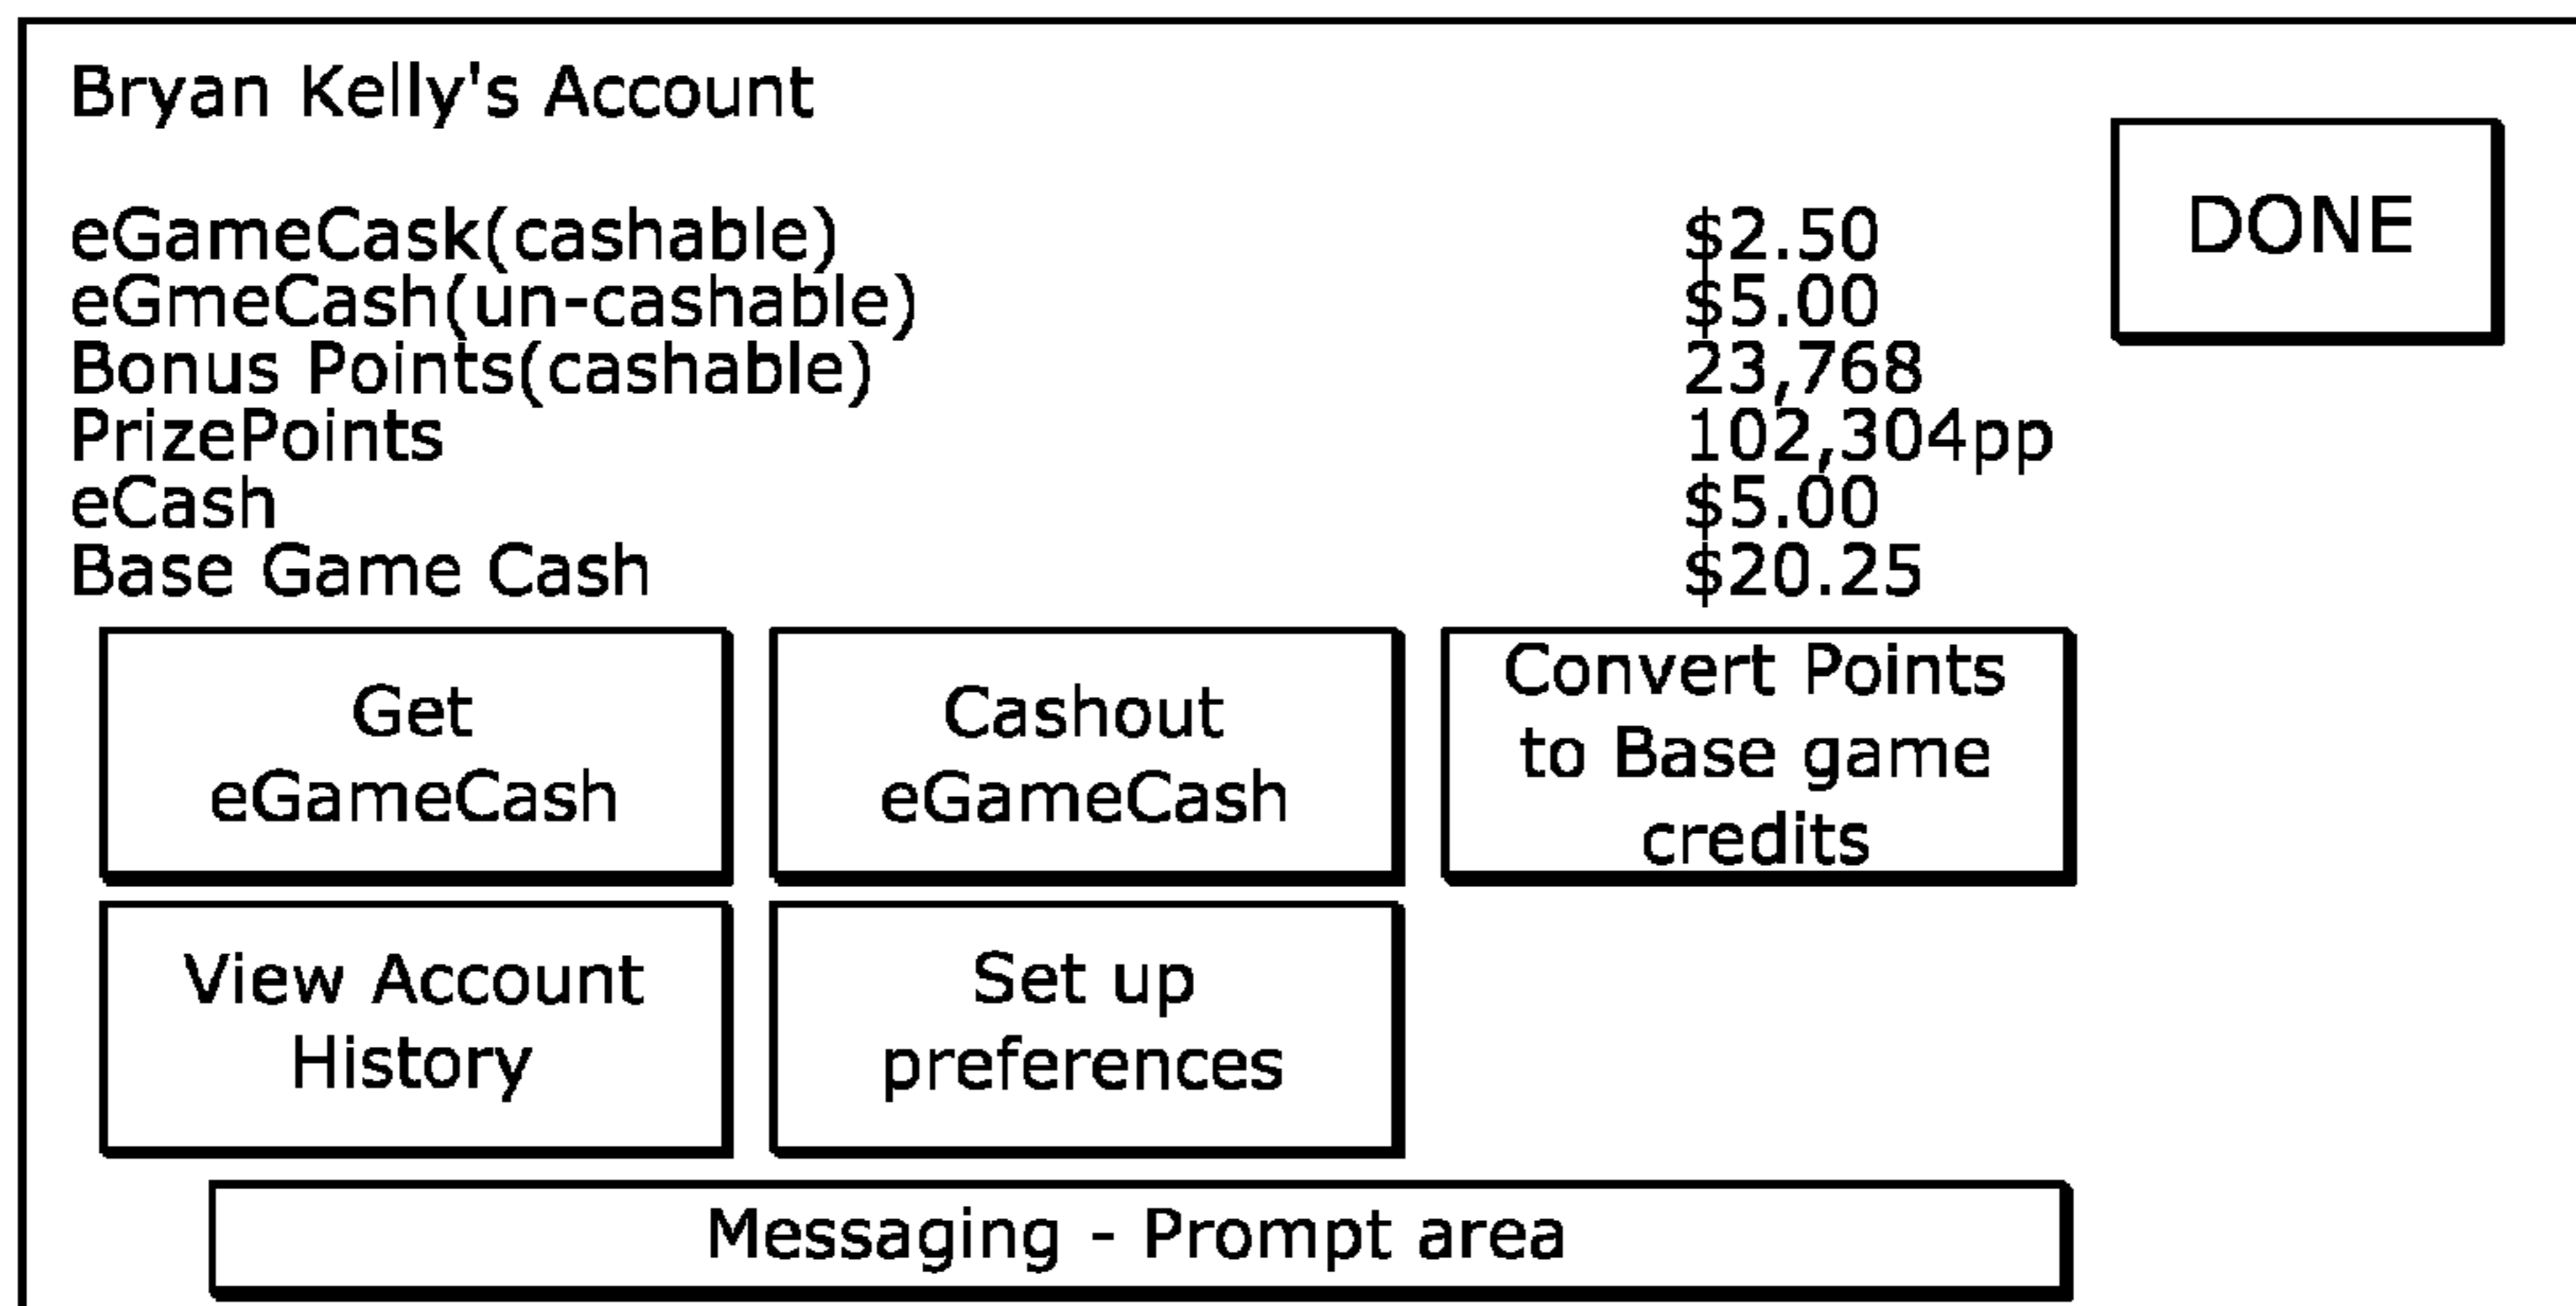 Bryan Kelly's Account
DONE
eGameCask(cashable) $2.50
eGmeCash(un-cashable) $5.00
Bonus Points(cashable) 23,768
PrizePoints 102,304pp
eCash $5.00
Base Game Cash $20.25
Get
eGameCash
Cashout
eGameCash
Convert Points
to Base game
credits
View Account
History
Set up
preferences
Messaging - Prompt area